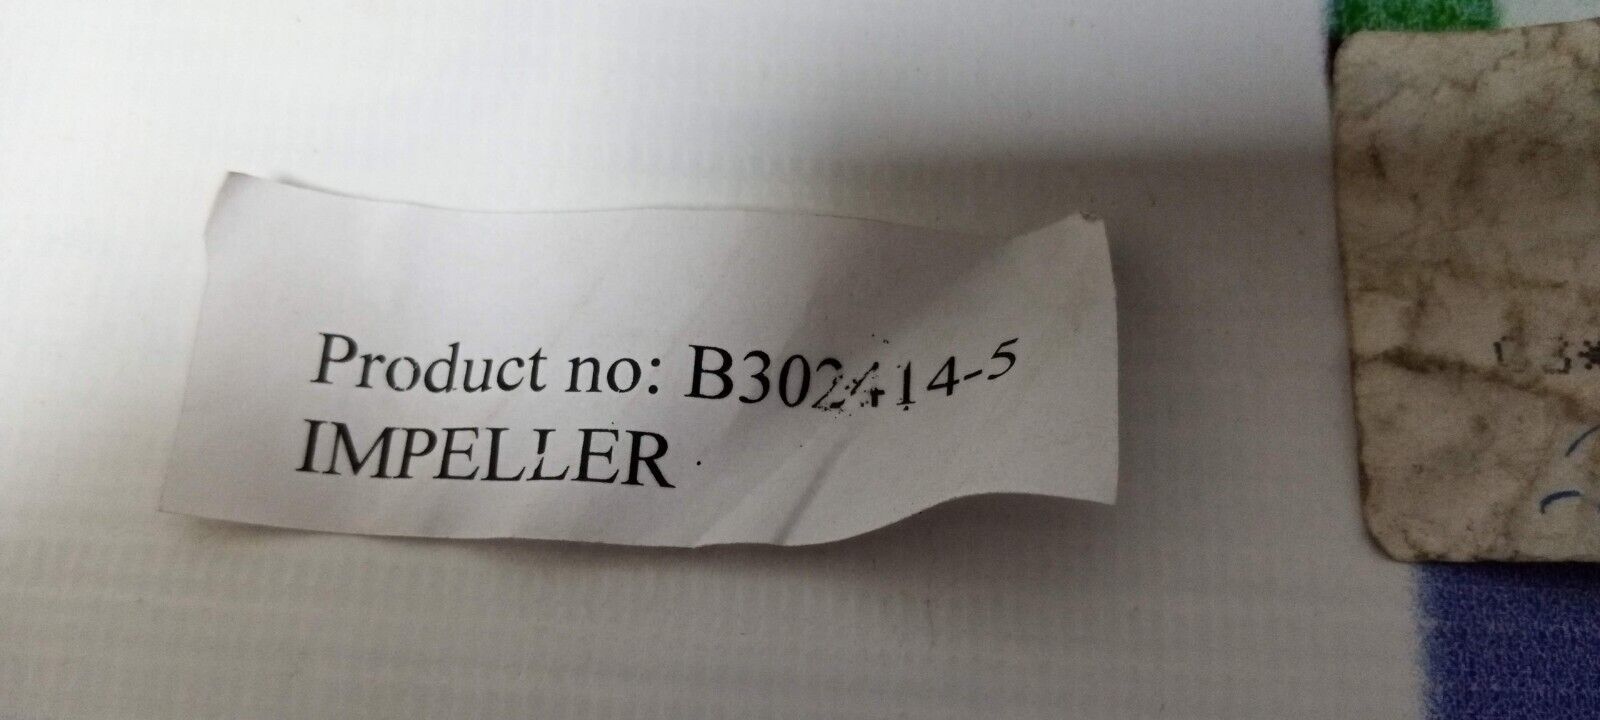 Product no: B302414-5
IMPELLER